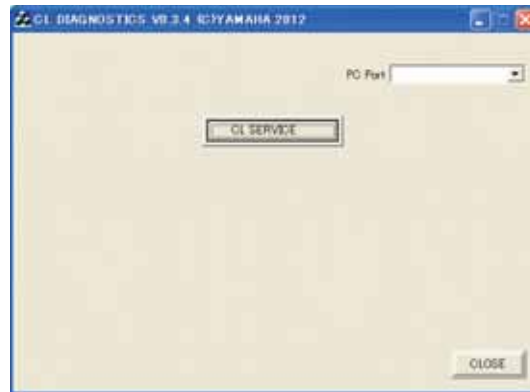 CL DIAGNOSTICS V0.3.4 (C)YAMAHA 2012
PC Port
CL SERVICE
CLOSE